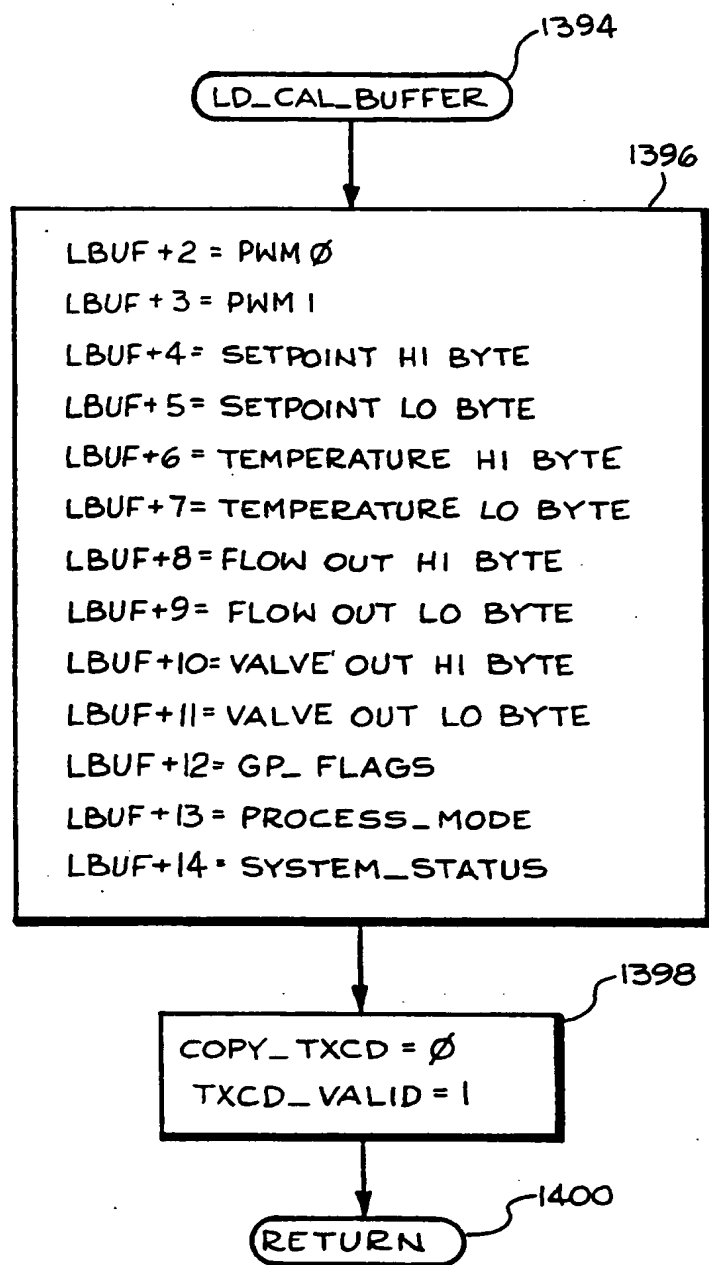 1394
LD_CAL_BUFFER
1396
LBUF+2 = PWM Ø
LBUF+3 = PWM 1
LBUF+4= SETPOINT HI BYTE
LBUF+5= SETPOINT LO BYTE
LBUF+6 = TEMPERATURE HI BYTE
LBUF+7= TEMPERATURE LO BYTE
LBUF+8= FLOW OUT HI BYTE
LBUF+9= FLOW OUT LO BYTE
LBUF+10= VALVE OUT HI BYTE
LBUF+11= VALVE OUT LO BYTE
LBUF+12= GP_FLAGS
LBUF+13= PROCESS_MODE
LBUF+14= SYSTEM_STATUS
1398
COPY_TXCD = Ø
TXCD_VALID = 1
1400
RETURN